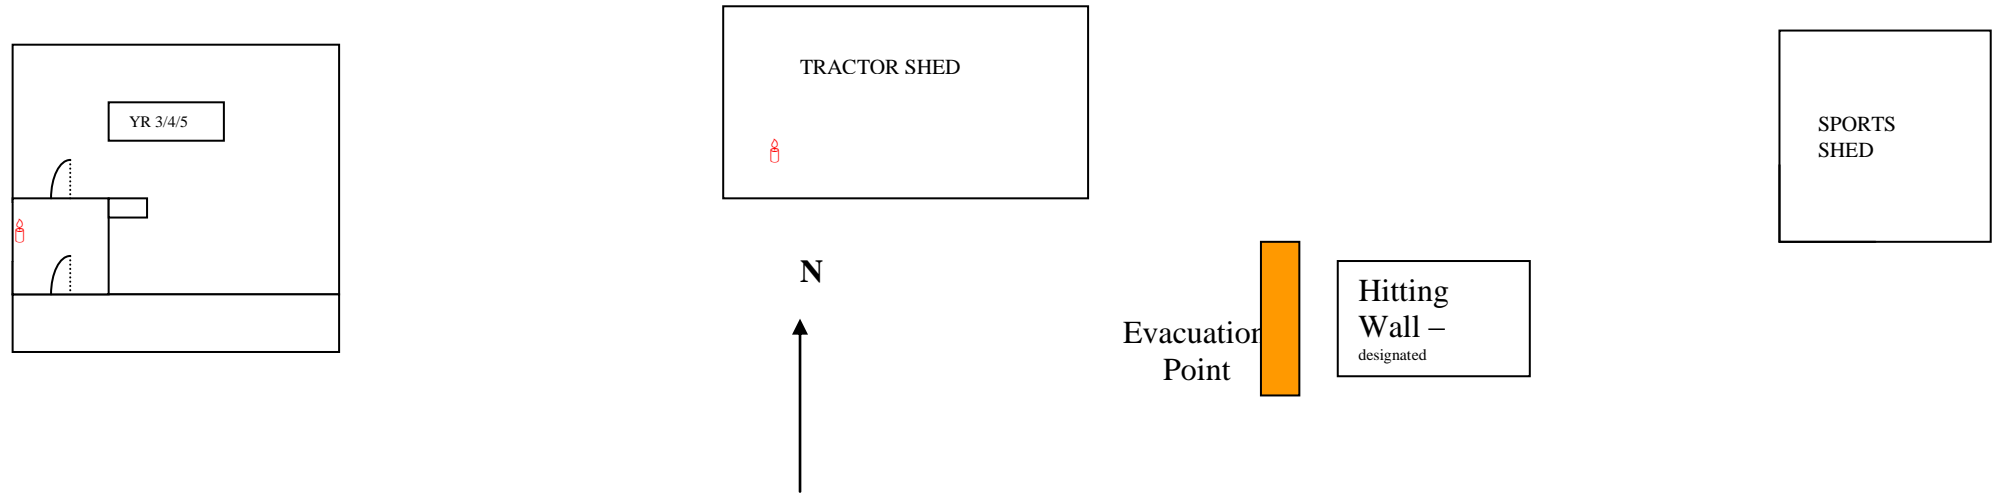 TRACTOR SHED
YR 3/4/5
SPORTS
SHED
N
Evacuation
Point
Hitting
Wall –
designated